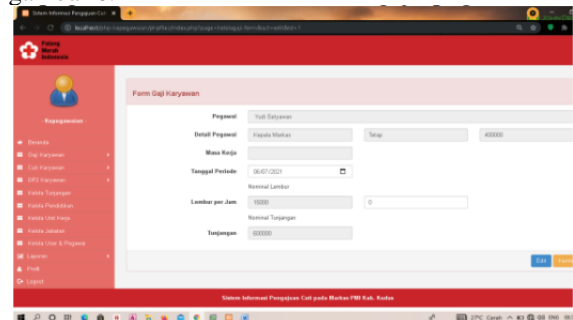 Sistem Informasi Pengajuan Cuti
Palang
Merah
Indonesia
- Kepegawaian -
Beranda
Gaji Karyawan
Cuti Karyawan
Kelola Tunjangan
Kelola Pendidikan
Kelola Unit Kerja
Kelola Jabatan
Kelola User & Pegawai
Laporan
Profil
Logout
Form Gaji Karyawan
Pegawai
Yudi Setyawan
Detail Pegawai
Kepala Markas
Tetap
400000
Masa Kerja
Tanggal Periode
06/07/2021
Nominal Lembur
Lembur per Jam
15000
0
Nominal Tunjangan
Tunjangan
600000
Edit
Sistem Informasi Pengajuan Cuti pada Markas PMI Kab. Kudus
27°C Cerah